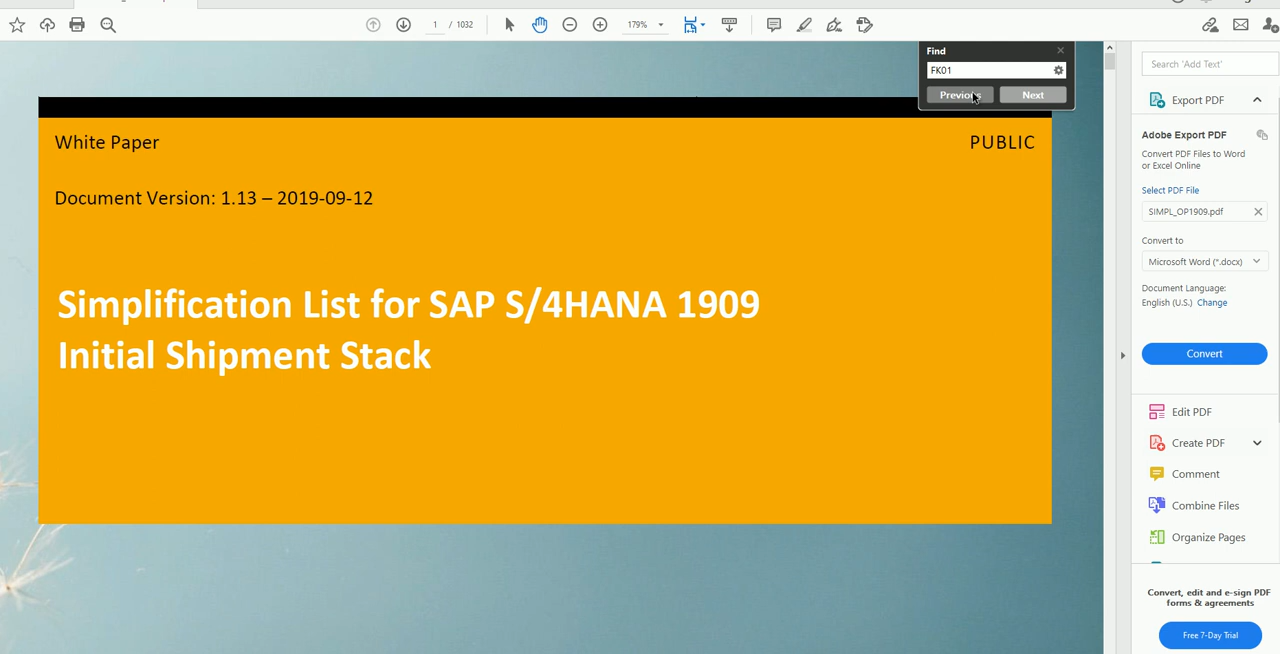 1 / 1032
179%
Find
FK01
Previous
Next
White Paper
PUBLIC
Document Version: 1.13 – 2019-09-12
Simplification List for SAP S/4HANA 1909
Initial Shipment Stack
Search 'Add Text'
Export PDF
Adobe Export PDF
Convert PDF Files to Word
or Excel Online
Select PDF File
SIMPL_OP1909.pdf
Convert to
Microsoft Word (*.docx)
Document Language:
English (U.S.) Change
Convert
Edit PDF
Create PDF
Comment
Combine Files
Organize Pages
Convert, edit and e-sign PDF
forms & agreements
Free 7-Day Trial